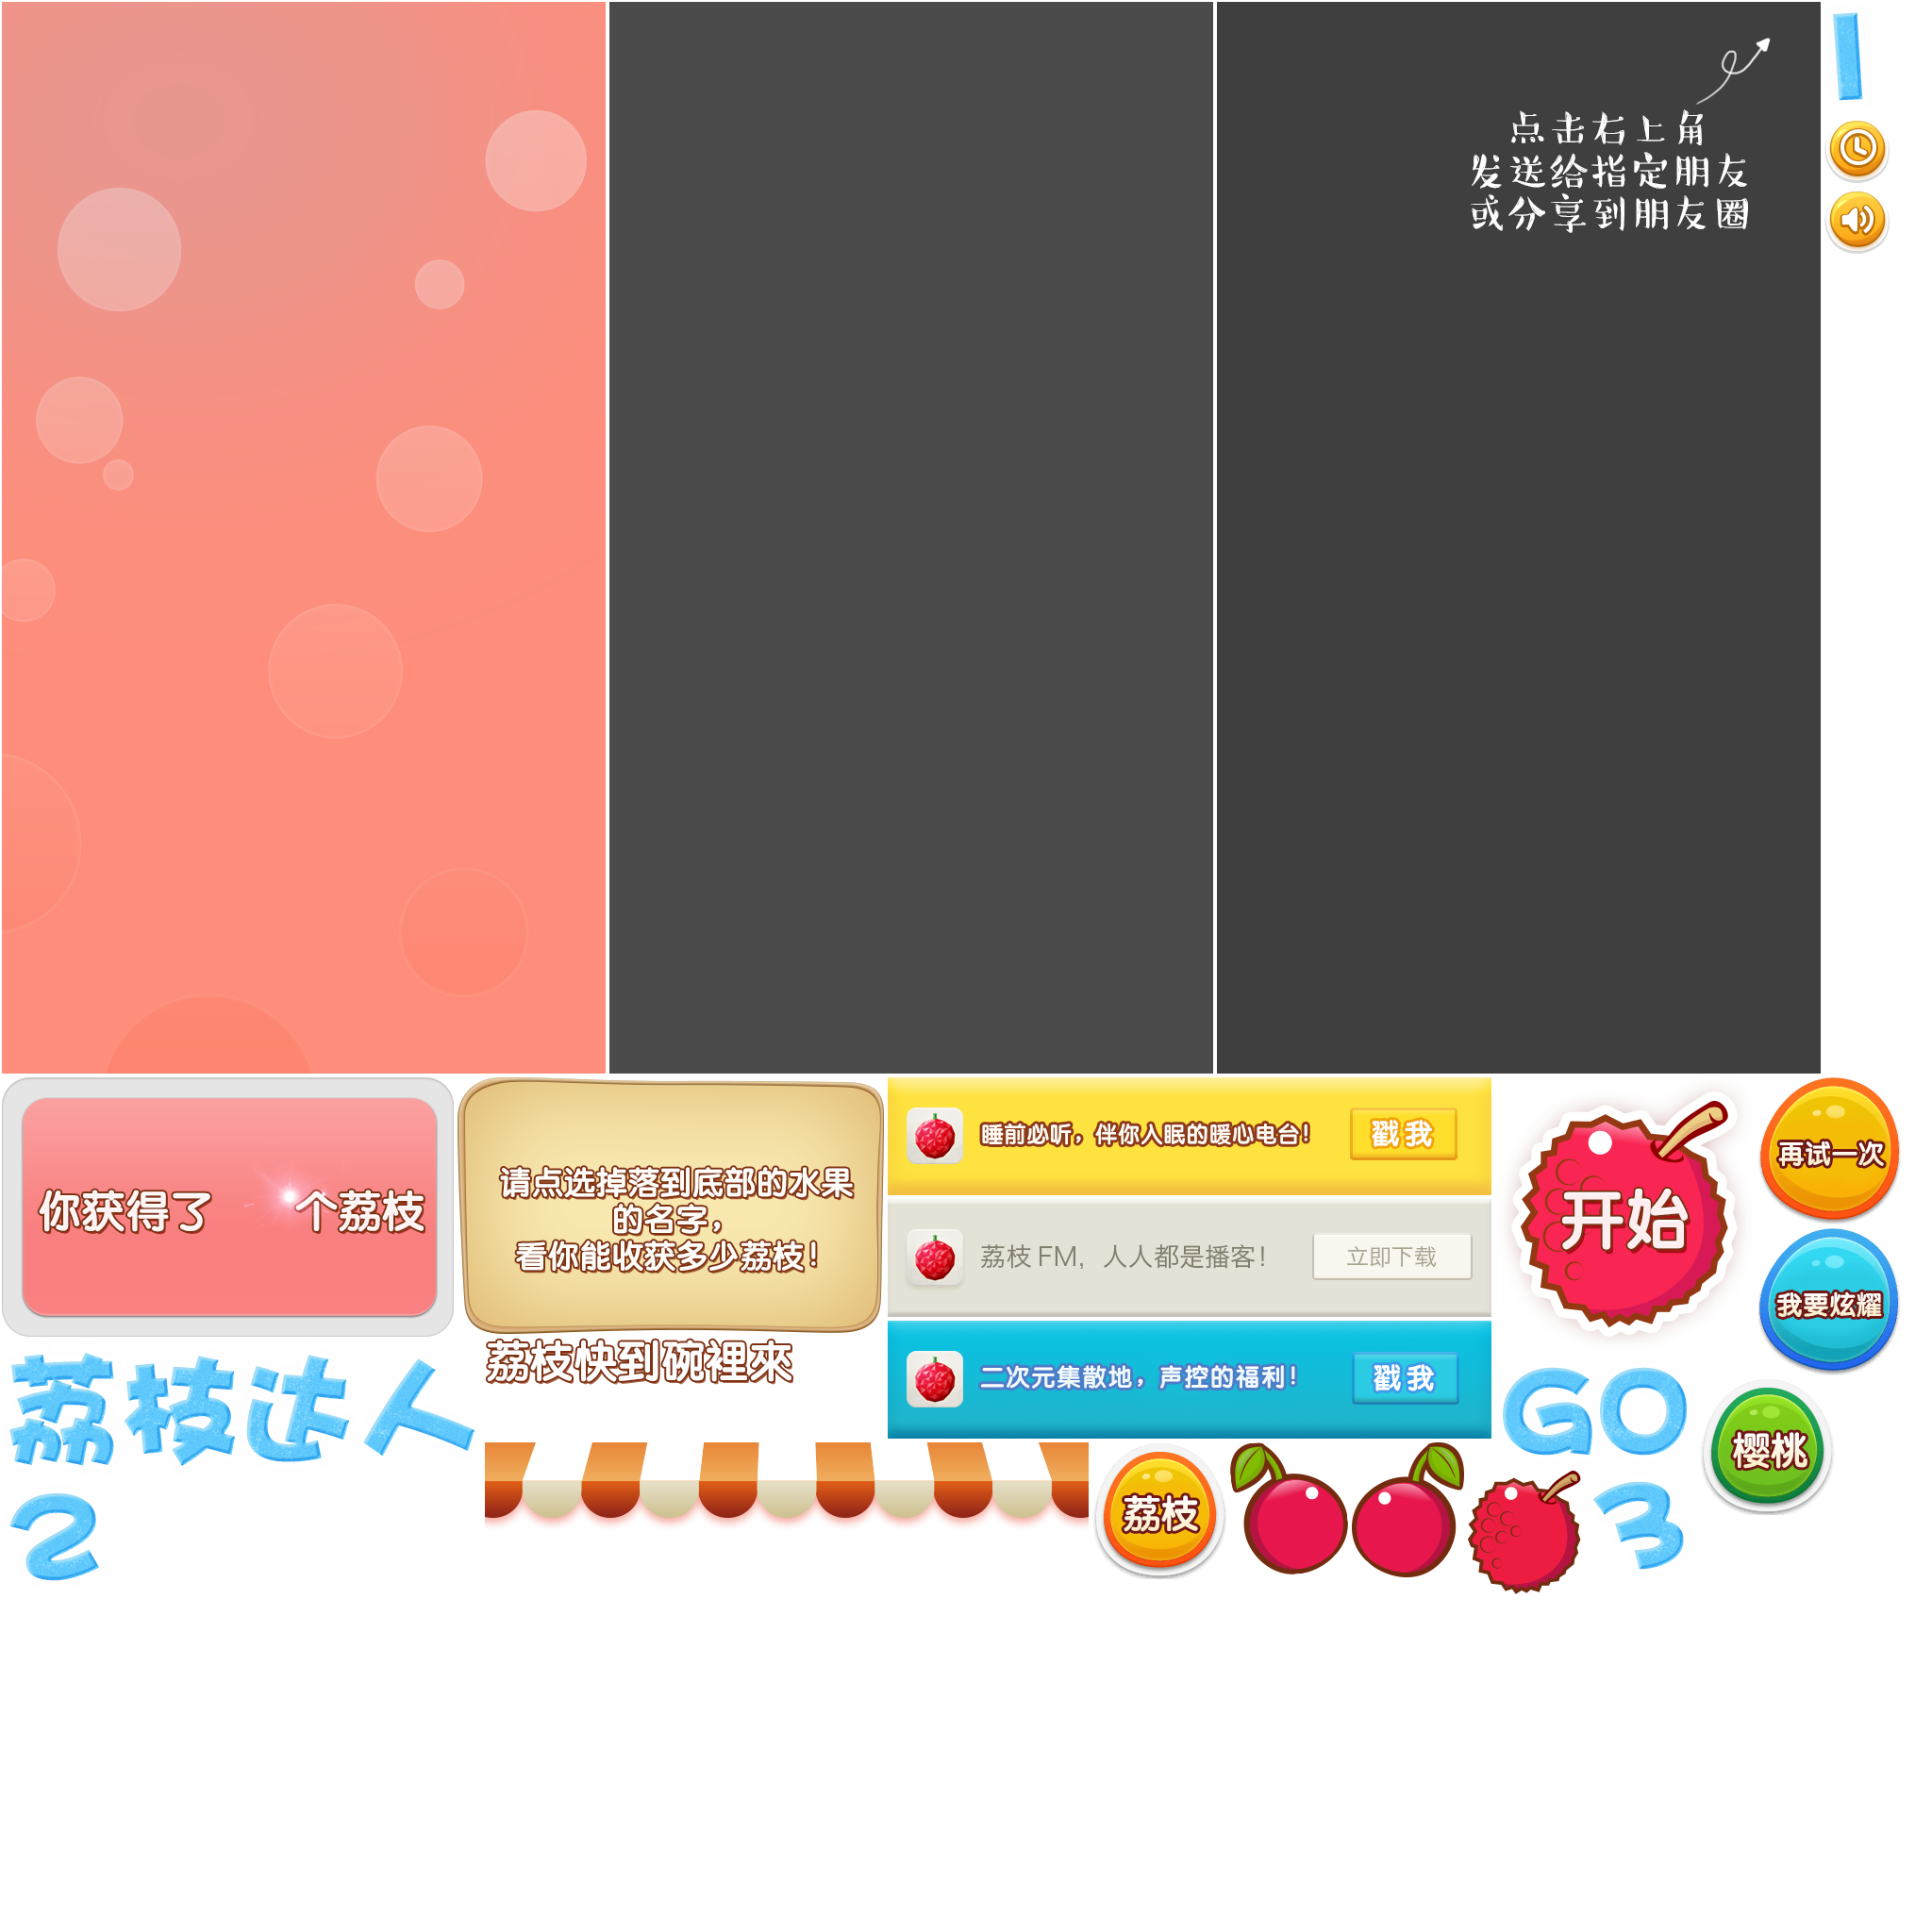 1
点击右上角
发送给指定朋友
或分享到朋友圈
你获得了 个荔枝
请点选掉落到底部的水果
的名字，
看你能收获多少荔枝！
睡前必听，伴你入眠的暖心电台！
戳我
荔枝 FM，人人都是播客！
立即下载
二次元集散地，声控的福利！
戳我
开始
再试一次
我要炫耀
荔枝快到碗裡來
荔枝达人
GO
樱桃
2
荔枝
3